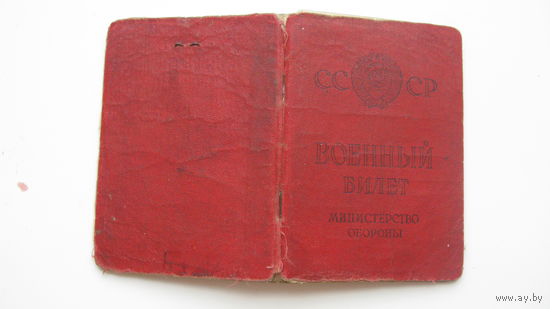 СССР
ВОЕННЫЙ
БИЛЕТ
МИНИСТЕРСТВО
ОБОРОНЫ
www.ay.by